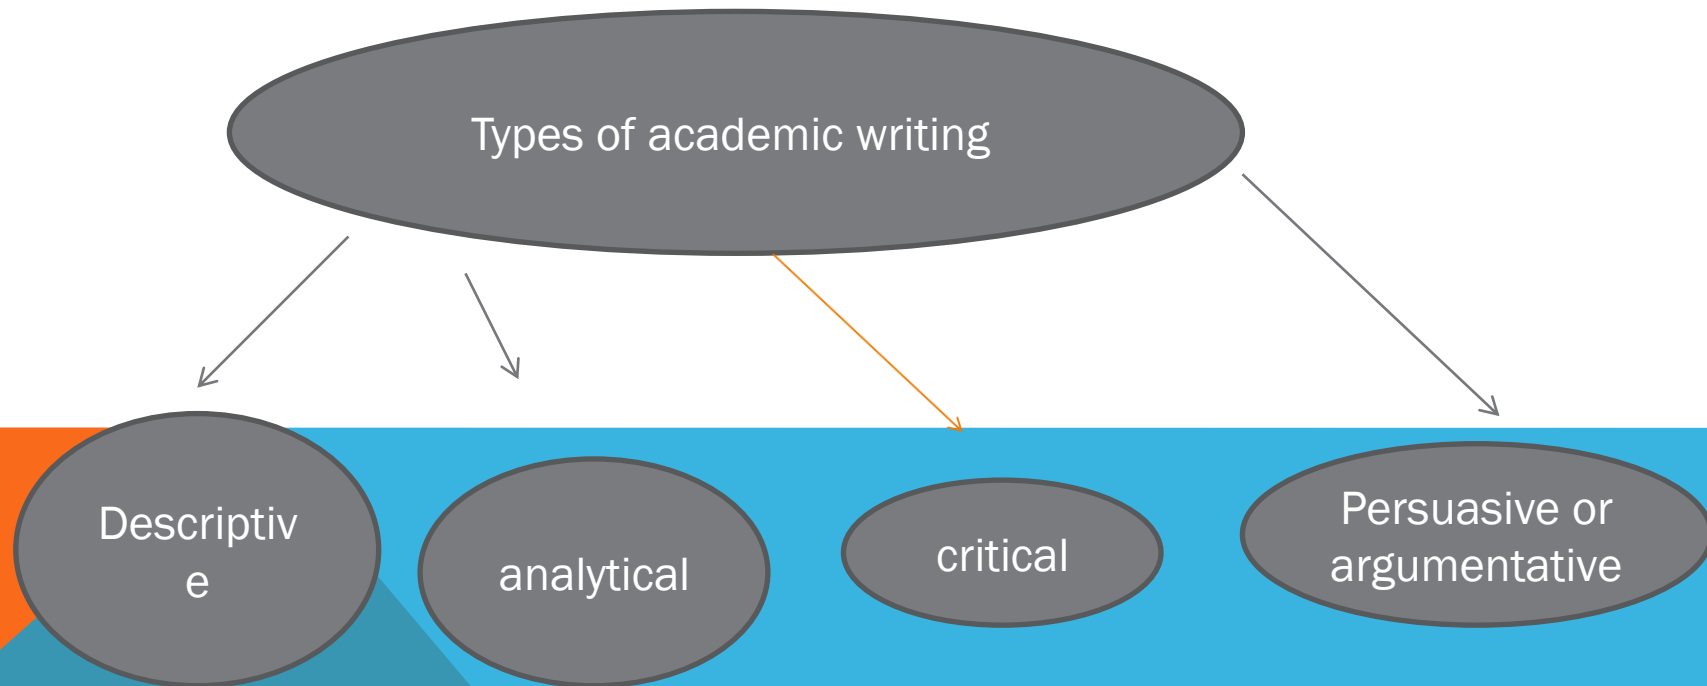 Types of academic writing
Descriptiv
e
analytical
critical
Persuasive or
argumentative